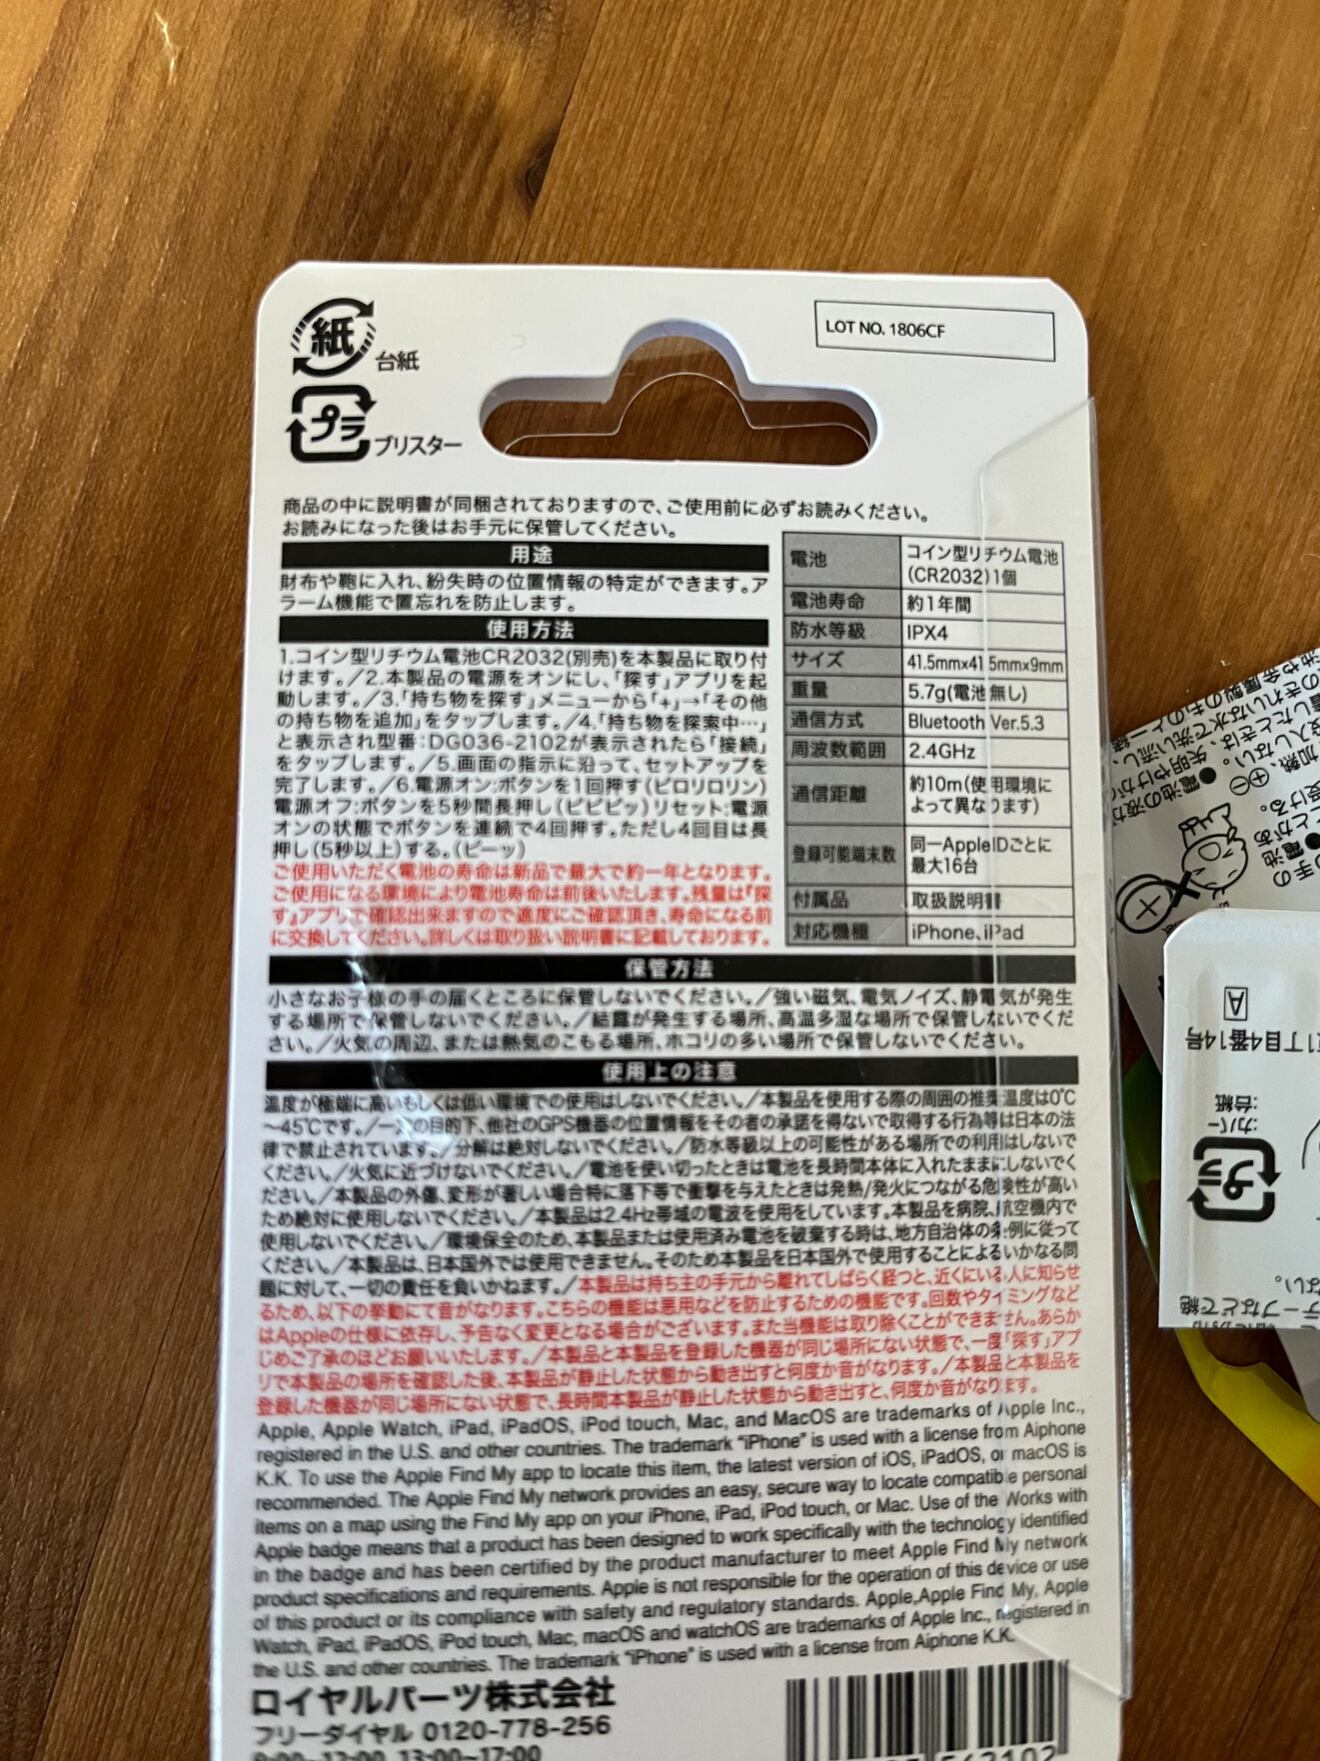 紙
台紙
プラ
ブリスター
LOT NO. 1806CF
商品の中に説明書が同梱されておりますので、ご使用前に必ずお読みください。
お読みになった後はお手元に保管してください。
用途
財布や鞄に入れ、紛失時の位置情報の特定ができます。ア
ラーム機能で置忘れを防止します。
使用方法
1.コイン型リチウム電池CR2032(別売)を本製品に取り付
けます。/2.本製品の電源をオンにし、「探す」アプリを起
動します。/3.「持ち物を探す」メニューから「+」→「その他
の持ち物を追加」をタップします。/4.「持ち物を探索中…」
と表示され型番:DG036-2102が表示されたら「接続」
をタップします。/5.画面の指示に沿って、セットアップを
完了します。/6.電源オン:ボタンを1回押す(ピロリロリン)
電源オフ:ボタンを5秒間長押し(ピピピッ)リセット:電源
オンの状態でボタンを連続で4回押す。ただし4回目は長
押し(5秒以上)する。(ピーッ)
ご使用いただく電池の寿命は新品で最大で約一年となります。
ご使用になる環境により電池寿命は前後いたします。残量は「探
す」アプリで確認出来ますので適度にご確認頂き、寿命になる前
に交換してください。詳しくは取り扱い説明書に記載しております。
電池 コイン型リチウム電池
(CR2032)1個
電池寿命 約1年間
防水等級 IPX4
サイズ 41.5mmx41.5mmx9mm
重量 5.7g(電池無し)
通信方式 Bluetooth Ver.5.3
周波数範囲 2.4GHz
通信距離 約10m(使用環境に
よって異なります)
登録可能端末数 同一AppleIDごとに
最大16台
付属品 取扱説明書
対応機種 iPhone、iPad
保管方法
小さなお子様の手の届くところに保管しないでください。/強い磁気、電気ノイズ、静電気が発生
する場所で保管しないでください。/結露が発生する場所、高温多湿な場所で保管しないでくだ
さい。/火気の周辺、または熱気のこもる場所、ホコリの多い場所で保管しないでください。
使用上の注意
温度が極端に高いもしくは低い環境での使用はしないでください。/本製品を使用する際の周囲の推奨温度は0℃
～45℃です。/一定の目的下、他社のGPS機器の位置情報をその者の承諾を得ないで取得する行為等は日本の法
律で禁止されています。/分解は絶対しないでください。/防水等級以上の可能性がある場所での利用はしないで
ください。/火気に近づけないでください。/電池を使い切ったときは電池を長時間本体に入れたままにしないでく
ださい。/本製品の外傷、変形が著しい場合特に落下等で衝撃を与えたときは発熱/発火につながる危険性が高い
ため絶対に使用しないでください。/本製品は2.4Hz帯域の電波を使用をしています。本製品を病院、航空機内で
使用しないでください。/環境保全のため、本製品または使用済み電池を破棄する時は、地方自治体の条例に従って
ください。/本製品は、日本国外では使用できません。そのため本製品を日本国外で使用することによるいかなる問
題に対して、一切の責任を負いかねます。/本製品は持ち主の手元から離れてしばらく経つと、近くにいる人に知らせ
るため、以下の挙動にて音がなります。こちらの機能は悪用などを防止するための機能です。回数やタイミングなど
はAppleの仕様に依存し、予告なく変更となる場合がございます。また当機能は取り除くことができません。あらか
じめご了承のほどお願いいたします。/本製品と本製品を登録した機器が同じ場所にない状態で、一度「探す」アプ
リで本製品の場所を確認した後、本製品が静止した状態から動き出すと何度か音がなります。/本製品と本製品を
登録した機器が同じ場所にない状態で、長時間本製品が静止した状態から動き出すと、何度か音がなります。
Apple, Apple Watch, iPad, iPadOS, iPod touch, Mac, and MacOS are trademarks of Apple Inc.,
registered in the U.S. and other countries. The trademark “iPhone” is used with a license from Aiphone
K.K. To use the Apple Find My app to locate this item, the latest version of iOS, iPadOS, or macOS is
recommended. The Apple Find My network provides an easy, secure way to locate compatible personal
items on a map using the Find My app on your iPhone, iPad, iPod touch, or Mac. Use of the Works with
Apple badge means that a product has been designed to work specifically with the technology identified
in the badge and has been certified by the product manufacturer to meet Apple Find My network
product specifications and requirements. Apple is not responsible for the operation of this device or use
of this product or its compliance with safety and regulatory standards. Apple,Apple Find My, Apple
Watch, iPad, iPadOS, iPod touch, Mac, macOS and watchOS are trademarks of Apple Inc., registered in
the U.S. and other countries. The trademark “iPhone” is used with a license from Aiphone K.K.
ロイヤルパーツ株式会社
フリーダイヤル 0120-778-256
9:00~12:00 13:00~17:00
A
1丁目4番14号
:カバー
:台紙
プラ